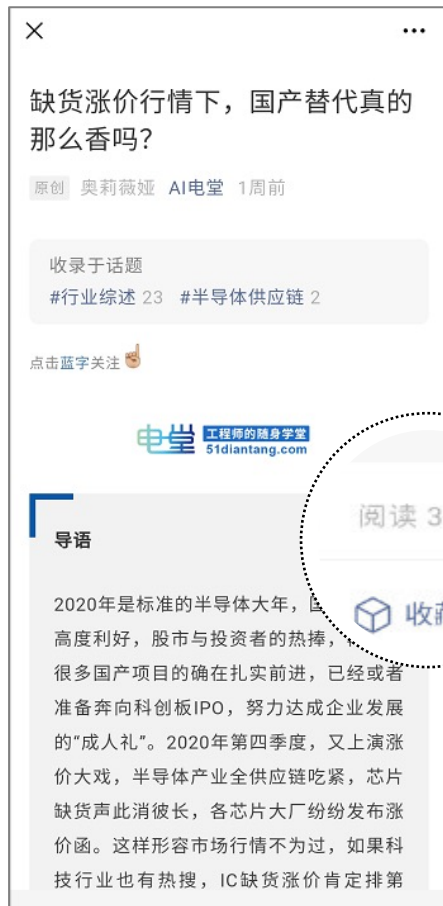 缺货涨价行情下，国产替代真的
那么香吗？
原创 奥莉薇娅 AI电堂 1周前
收录于话题
#行业综述 23 #半导体供应链 2
点击蓝字关注
电堂 工程师的随身学堂
51diantang.com
导语
阅读 3
收藏
2020年是标准的半导体大年，
高度利好，股市与投资者的热捧，
很多国产项目的确在扎实前进，已经或者
准备奔向科创板IPO，努力达成企业发展
的“成人礼”。2020年第四季度，又上演涨
价大戏，半导体产业全供应链吃紧，芯片
缺货声此消彼长，各芯片大厂纷纷发布涨
价函。这样形容市场行情不为过，如果科
技行业也有热搜，IC缺货涨价肯定排第